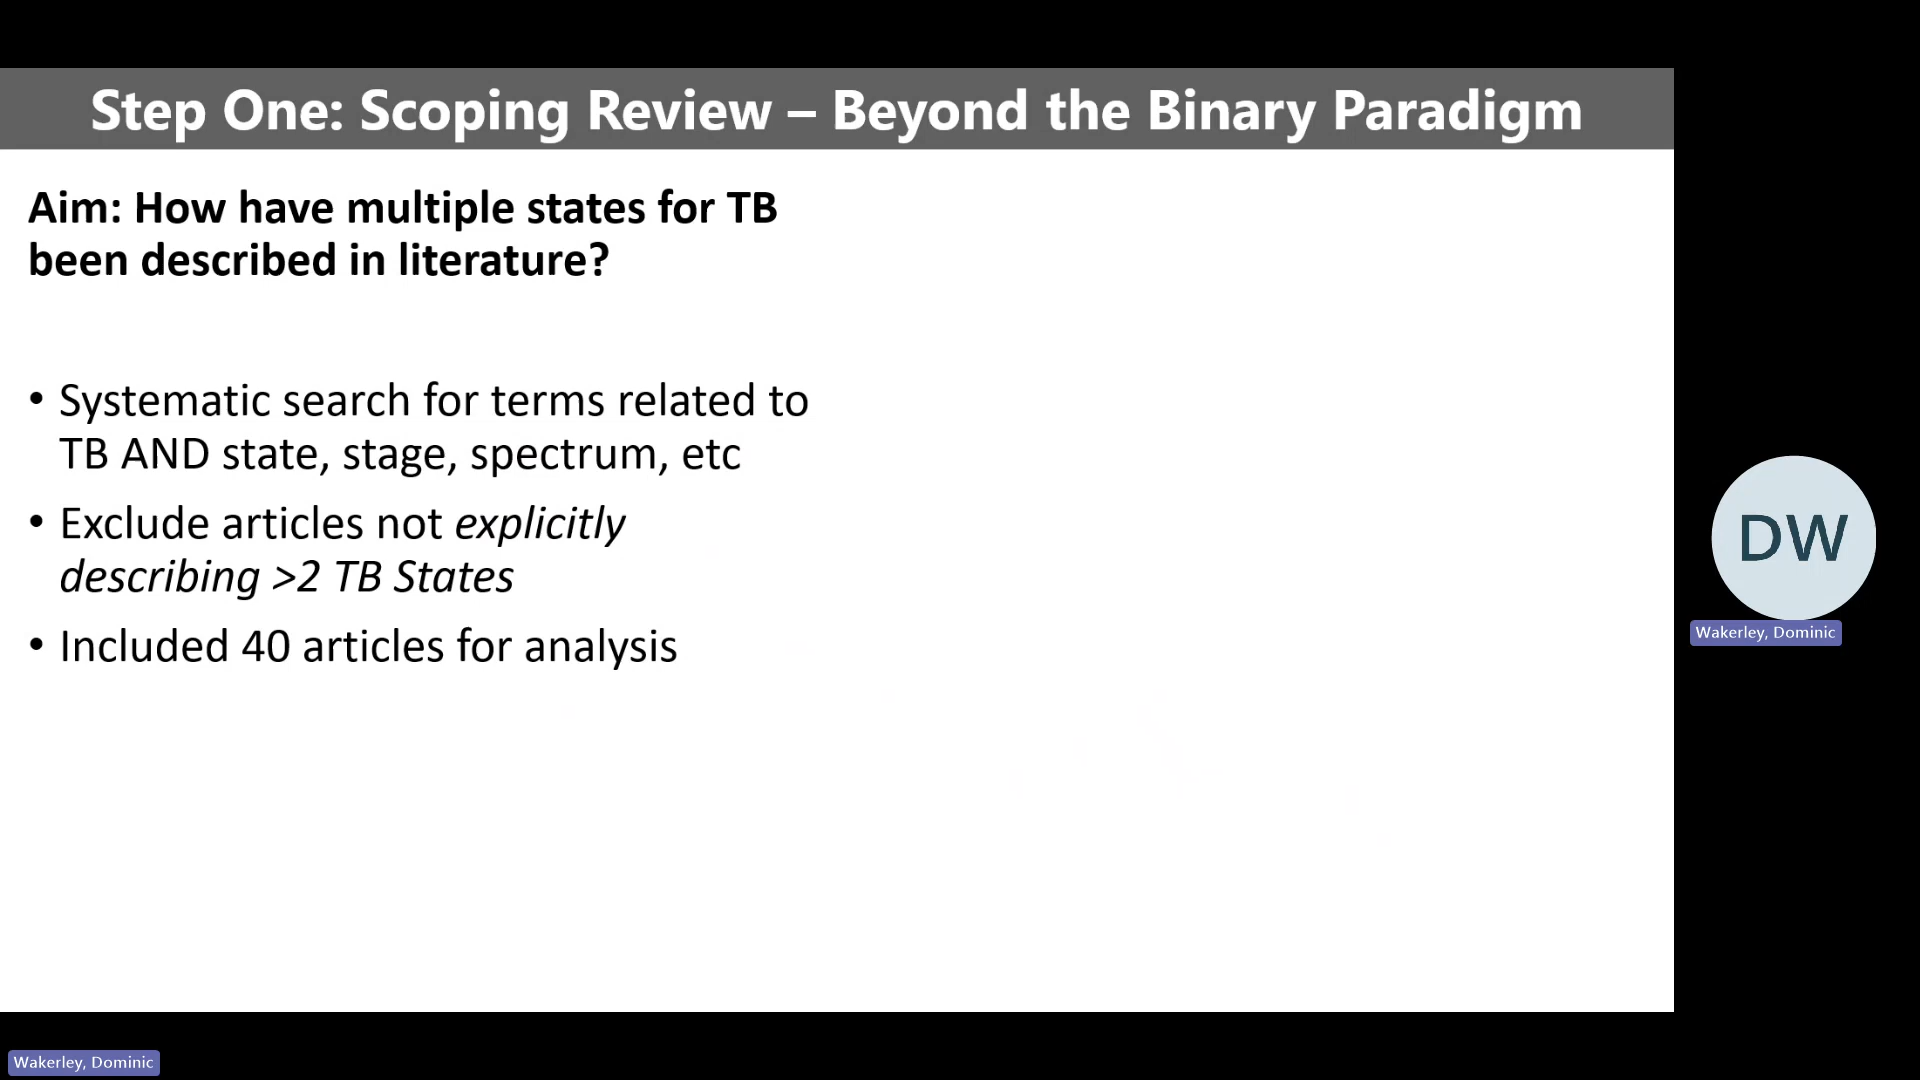 Step One: Scoping Review – Beyond the Binary Paradigm
Aim: How have multiple states for TB
been described in literature?
• Systematic search for terms related to
TB AND state, stage, spectrum, etc
• Exclude articles not explicitly
describing >2 TB States
• Included 40 articles for analysis
DW
Wakerley, Dominic
Wakerley, Dominic